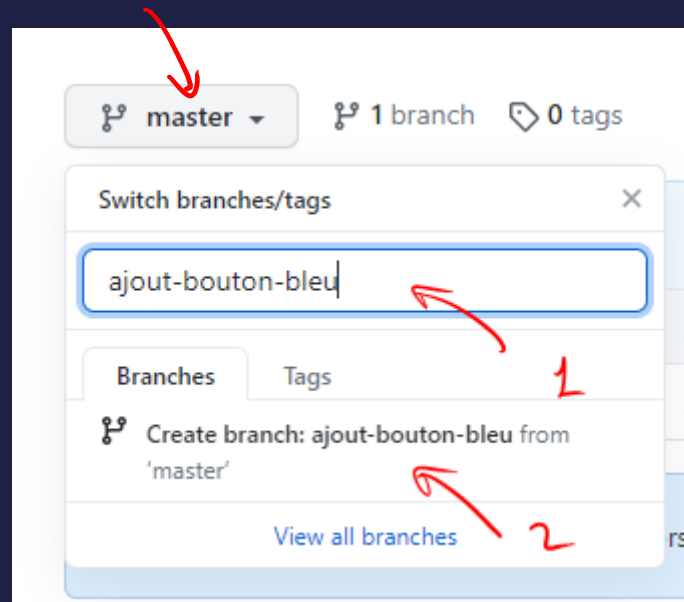 master 1 branch 0 tags
Switch branches/tags
ajout-bouton-bleu
1
Branches Tags
Create branch: ajout-bouton-bleu from
'master'
2
View all branches